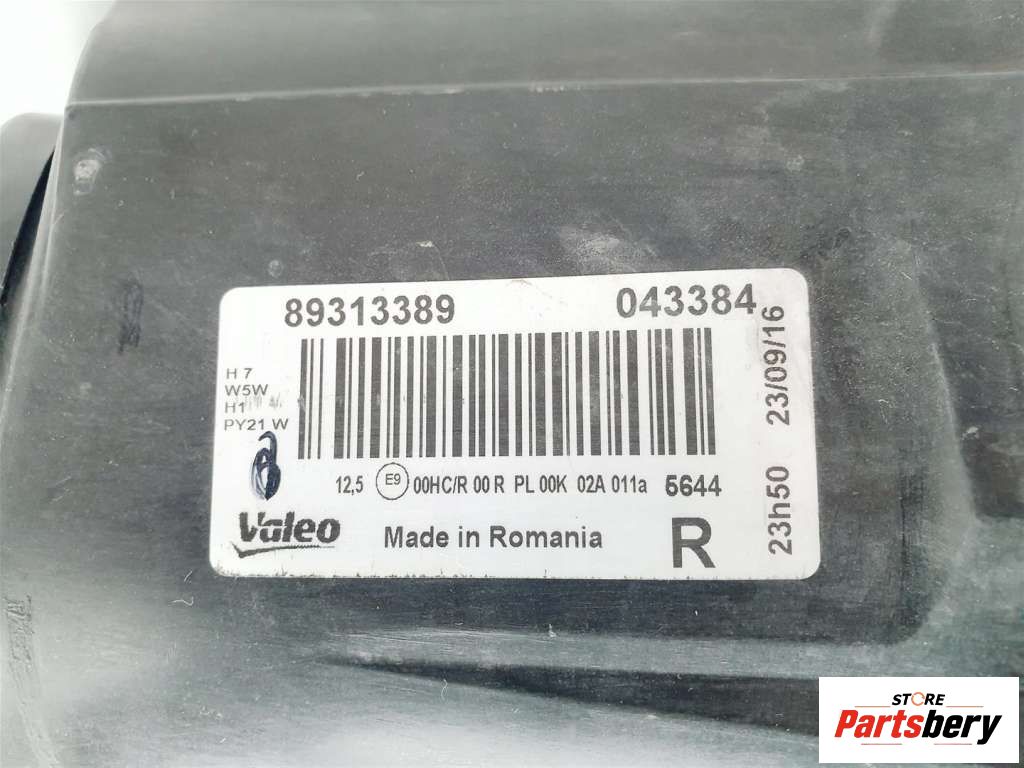 89313389 043384
H 7
W5W
H1
PY21 W
12,5 E9 00HC/R 00 R PL 00K 02A 011a 5644
Valeo Made in Romania R
23h50 23/09/16
STORE
Partsbery